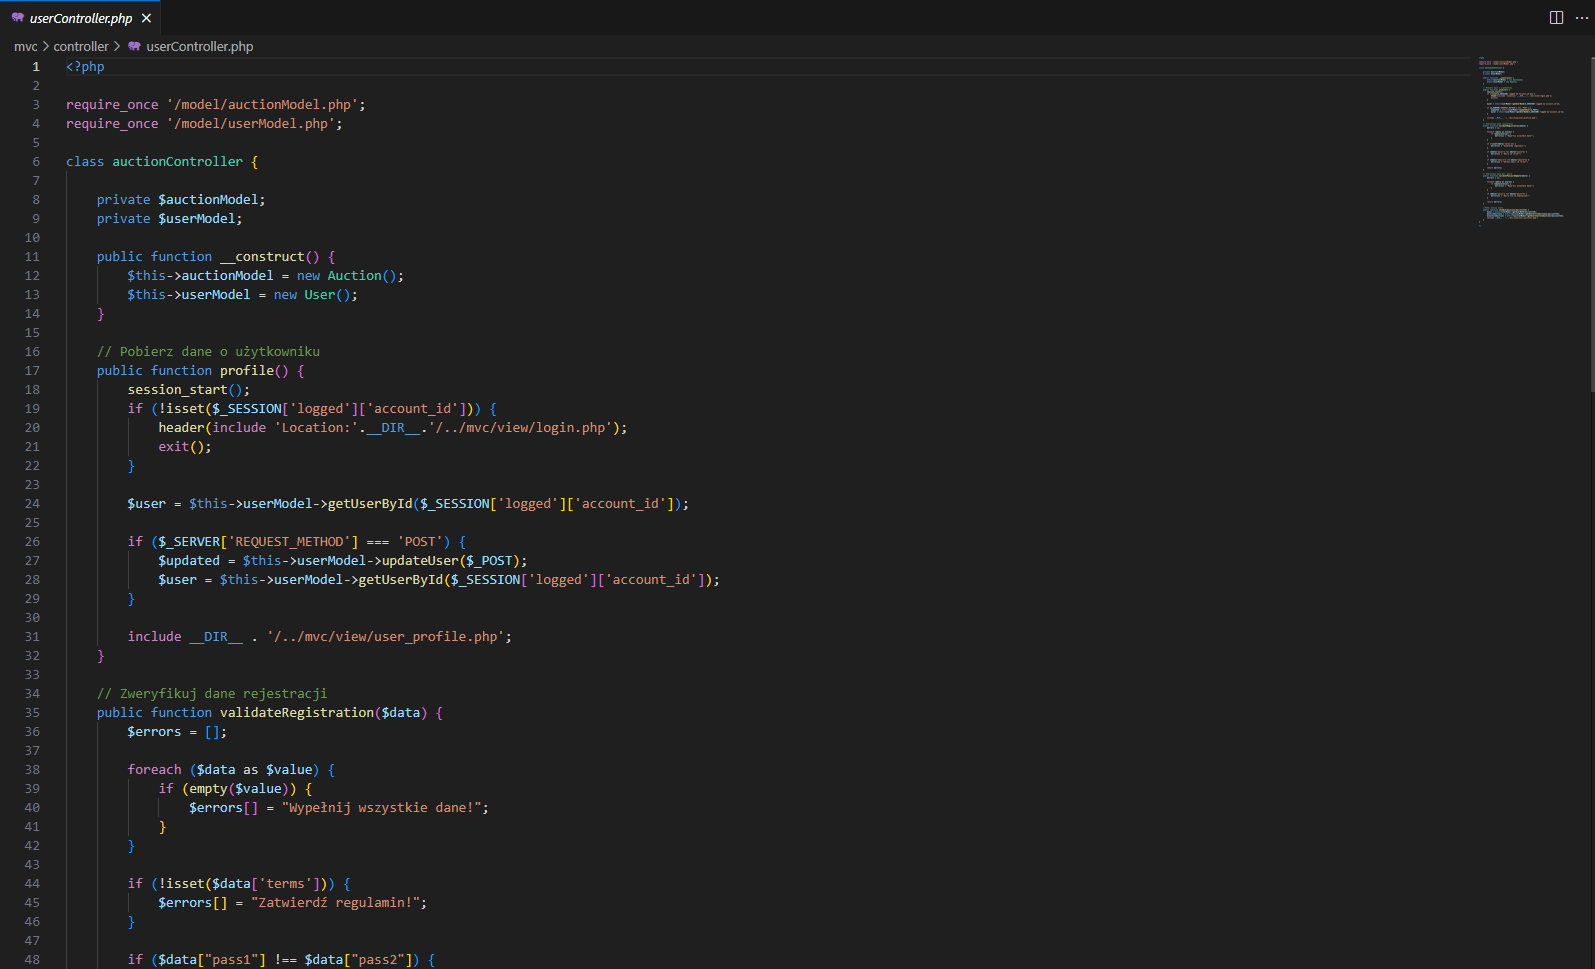 userController.php
mvc > controller > userController.php
1 <?php
2
3 require_once '/model/auctionModel.php';
4 require_once '/model/userModel.php';
5
6 class auctionController {
7
8 private $auctionModel;
9 private $userModel;
10
11 public function __construct() {
12 $this->auctionModel = new Auction();
13 $this->userModel = new User();
14 }
15
16 // Pobierz dane o użytkowniku
17 public function profile() {
18 session_start();
19 if (!isset($_SESSION['logged']['account_id'])) {
20 header(include 'Location:'.__DIR__.'/../mvc/view/login.php');
21 exit();
22 }
23
24 $user = $this->userModel->getUserById($_SESSION['logged']['account_id']);
25
26 if ($_SERVER['REQUEST_METHOD'] === 'POST') {
27 $updated = $this->userModel->updateUser($_POST);
28 $user = $this->userModel->getUserById($_SESSION['logged']['account_id']);
29 }
30
31 include __DIR__ . '/../mvc/view/user_profile.php';
32 }
33
34 // Zweryfikuj dane rejestracji
35 public function validateRegistration($data) {
36 $errors = [];
37
38 foreach ($data as $value) {
39 if (empty($value)) {
40 $errors[] = "Wypełnij wszystkie dane!";
41 }
42 }
43
44 if (!isset($data['terms'])) {
45 $errors[] = "Zatwierdź regulamin!";
46 }
47
48 if ($data["pass1"] !== $data["pass2"]) {